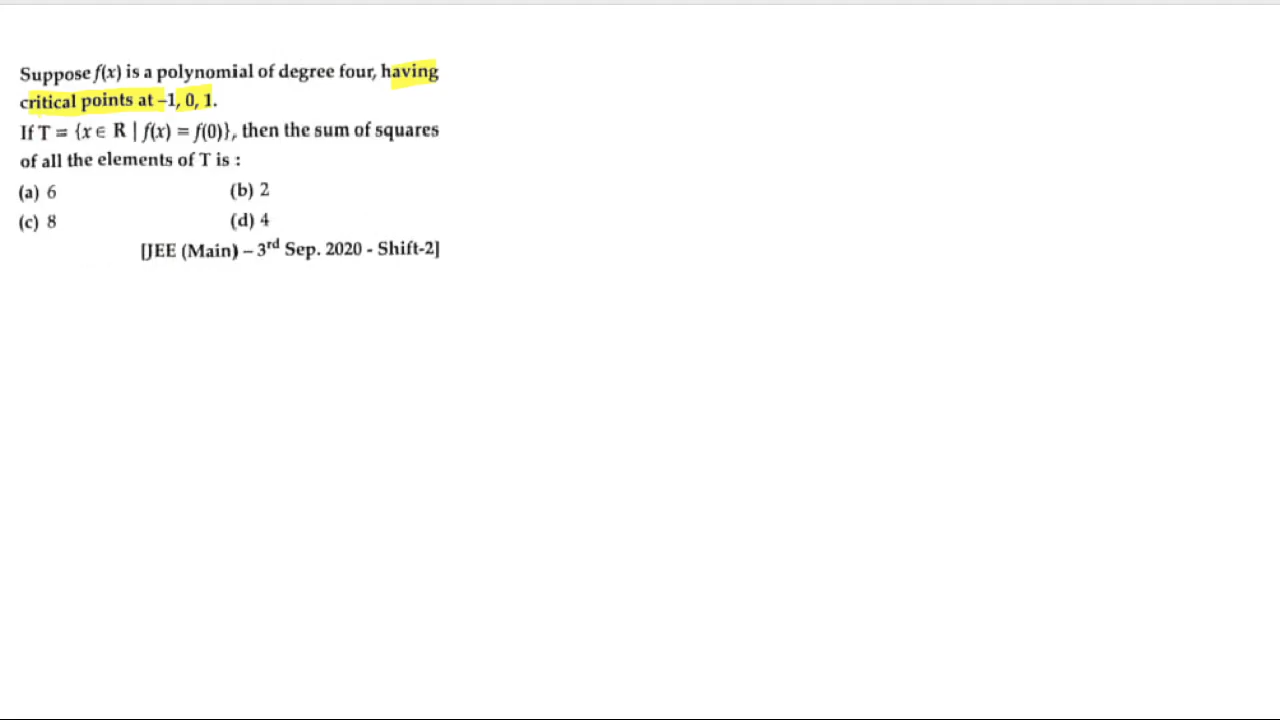 Suppose f(x) is a polynomial of degree four, having
critical points at –1, 0, 1.
If T = {x ∈ R | f(x) = f(0)}, then the sum of squares
of all the elements of T is :
(a) 6 (b) 2
(c) 8 (d) 4
[JEE (Main) – 3rd Sep. 2020 - Shift-2]